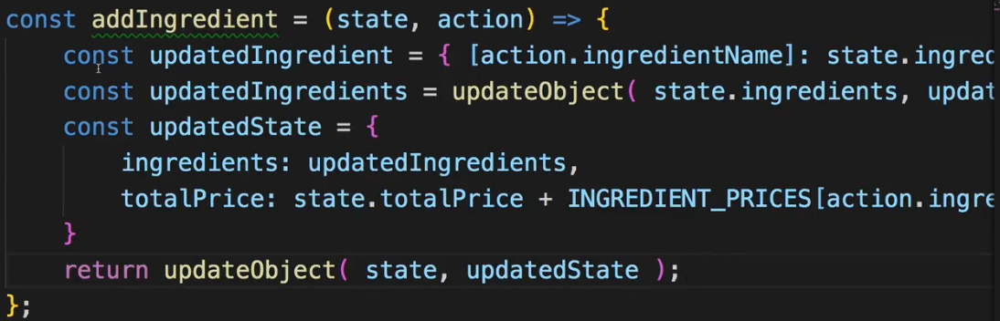 const addIngredient = (state, action) => {
    const updatedIngredient = { [action.ingredientName]: state.ingred
    const updatedIngredients = updateObject( state.ingredients, updat
    const updatedState = {
        ingredients: updatedIngredients,
        totalPrice: state.totalPrice + INGREDIENT_PRICES[action.ingre
    }
    return updateObject( state, updatedState );
};